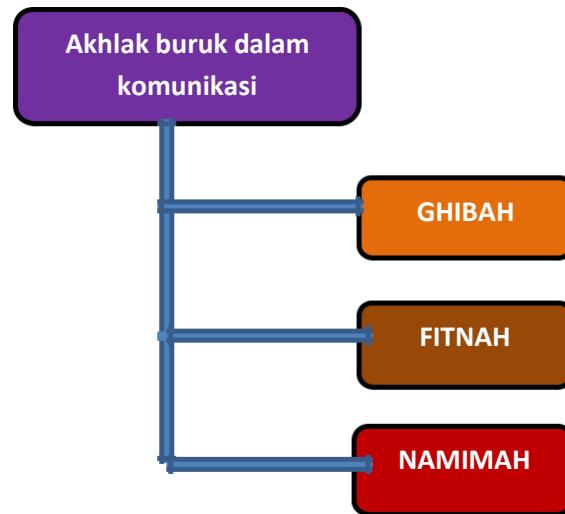 Akhlak buruk dalam
komunikasi
GHIBAH
FITNAH
NAMIMAH